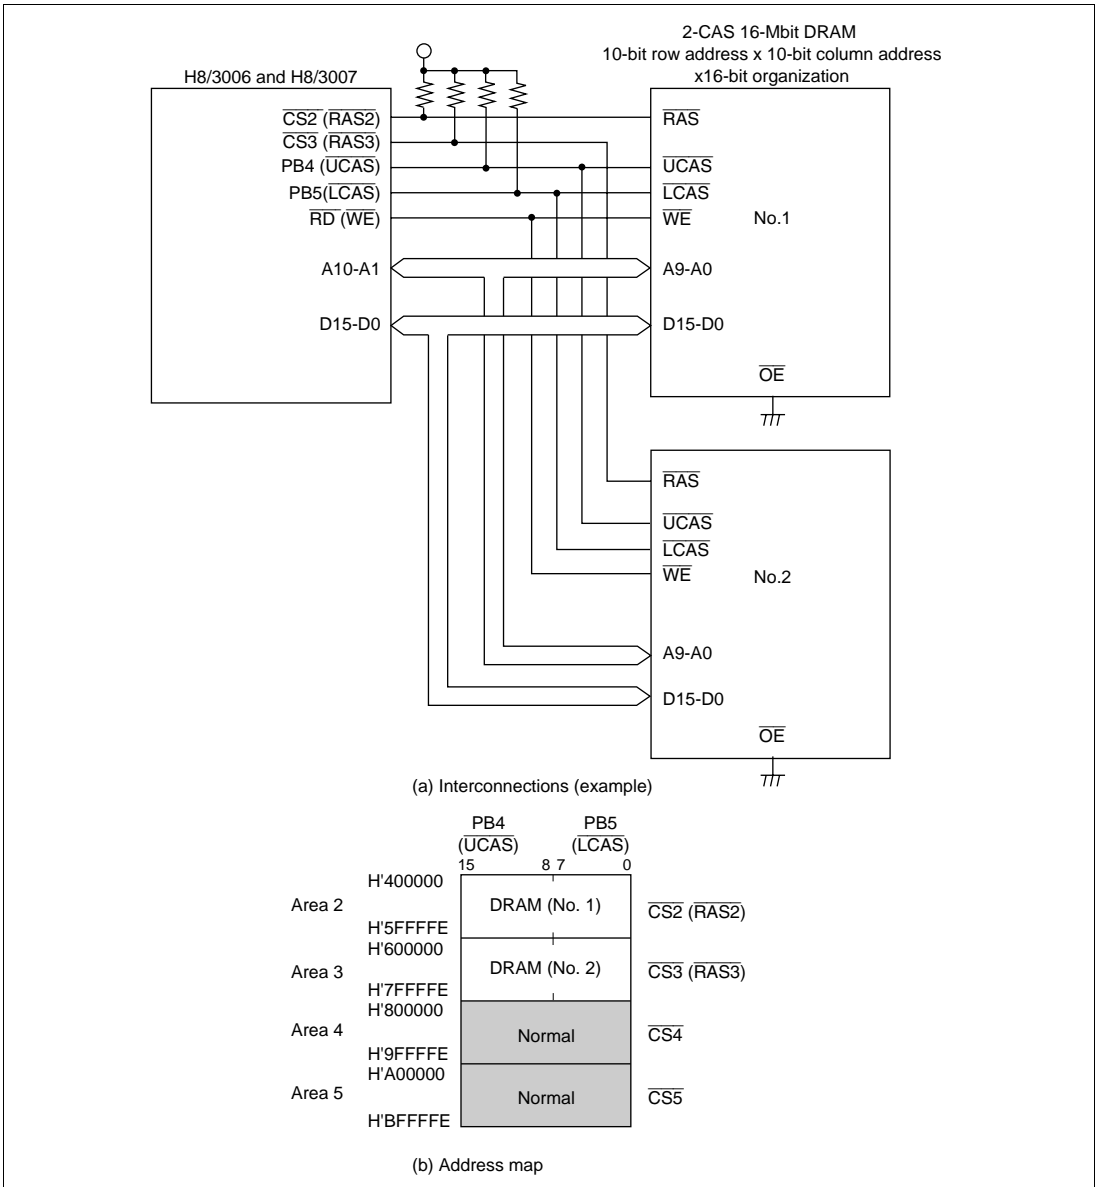 2-CAS 16-Mbit DRAM
10-bit row address x 10-bit column address
x16-bit organization
H8/3006 and H8/3007
CS2 (RAS2)
CS3 (RAS3)
PB4 (UCAS)
PB5(LCAS)
RD (WE)
A10-A1
D15-D0
RAS
UCAS
LCAS
WE
No.1
A9-A0
D15-D0
OE
RAS
UCAS
LCAS
WE
No.2
A9-A0
D15-D0
OE
(a) Interconnections (example)
PB4
(UCAS)
PB5
(LCAS)
15 8 7 0
H'400000
Area 2 DRAM (No. 1) CS2 (RAS2)
H'5FFFFE
H'600000
Area 3 DRAM (No. 2) CS3 (RAS3)
H'7FFFFE
H'800000
Area 4 Normal CS4
H'9FFFFE
H'A00000
Area 5 Normal CS5
H'BFFFFE
(b) Address map